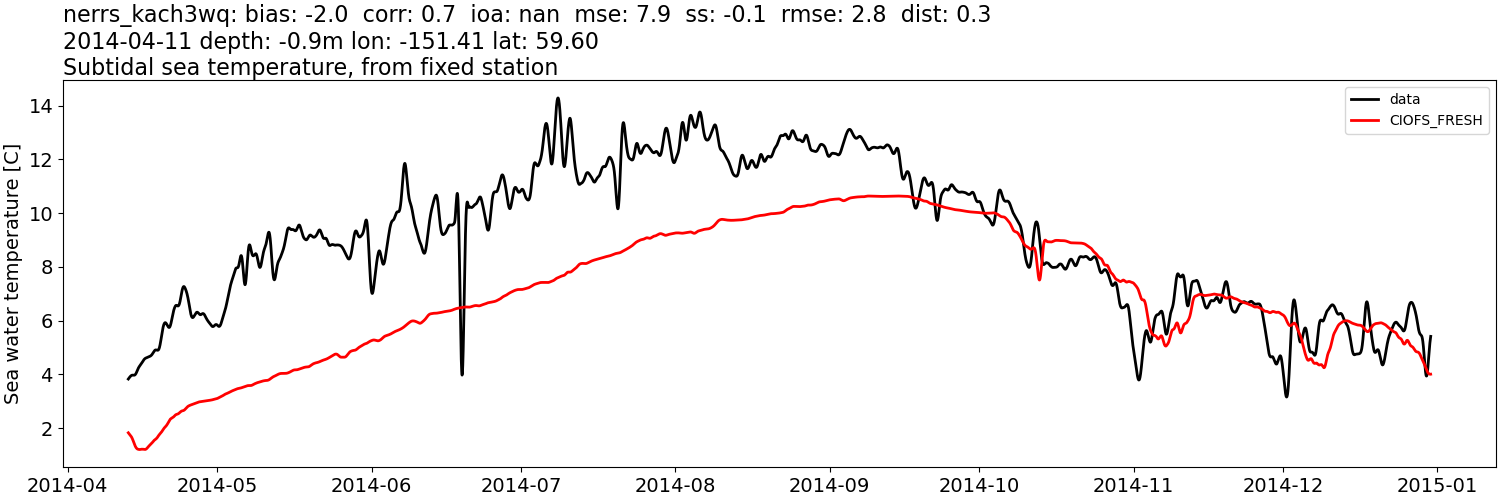 nerrs_kach3wq: bias: -2.0 corr: 0.7 ioa: nan mse: 7.9 ss: -0.1 rmse: 2.8 dist: 0.3
2014-04-11 depth: -0.9m lon: -151.41 lat: 59.60
Subtidal sea temperature, from fixed station
data
CIOFS_FRESH
Sea water temperature [C]
14
12
10
8
6
4
2
2014-04 2014-05 2014-06 2014-07 2014-08 2014-09 2014-10 2014-11 2014-12 2015-01